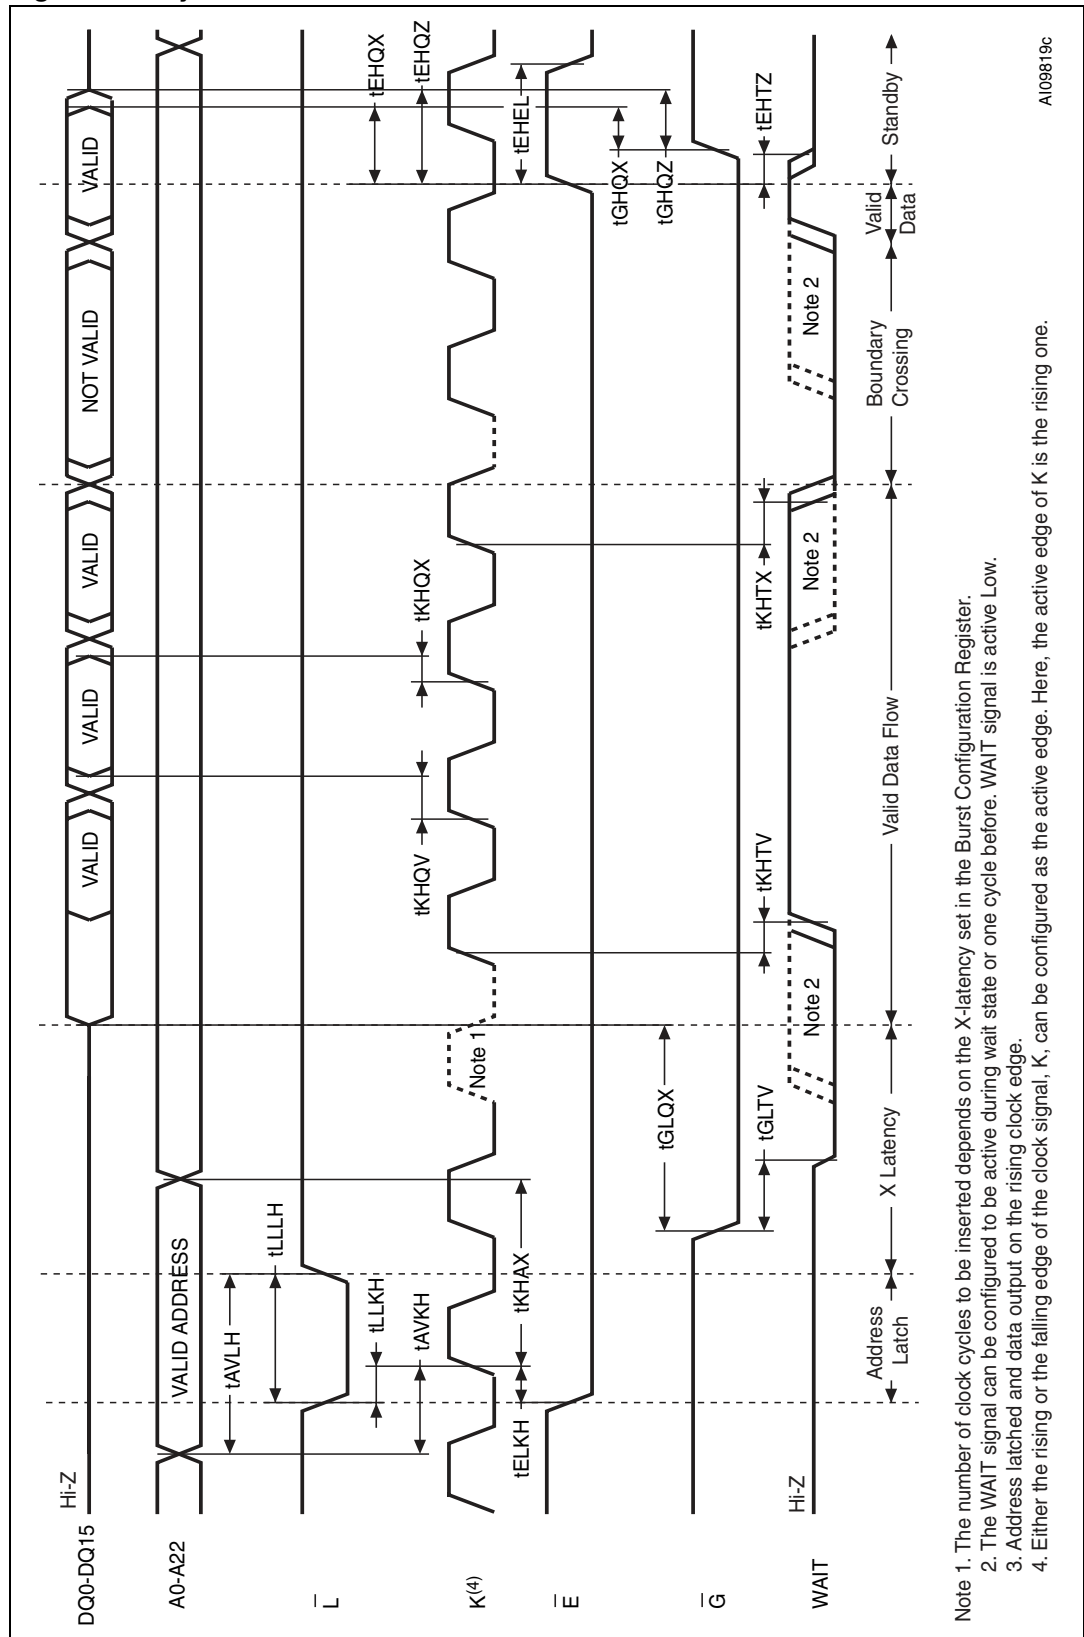 DQ0-DQ15
Hi-Z
VALID
VALID
VALID
NOT VALID
VALID
A0-A22
VALID ADDRESS
tAVLH
L
tLLLH
tLLKH
tAVKH
tKHQV
tKHQX
tEHQX
tEHQZ
K(4)
Note 1
tELKH
tKHAX
tEHEL
E
tGHQX
tGLQX
tGHQZ
G
tGLTV
tKHTV
tKHTX
tEHTZ
WAIT
Hi-Z
Note 2
Note 2
Note 2
Address
Latch
X Latency
Valid Data Flow
Boundary
Crossing
Valid
Data
Standby
Note 1. The number of clock cycles to be inserted depends on the X-latency set in the Burst Configuration Register.
2. The WAIT signal can be configured to be active during wait state or one cycle before. WAIT signal is active Low.
3. Address latched and data output on the rising clock edge.
4. Either the rising or the falling edge of the clock signal, K, can be configured as the active edge. Here, the active edge of K is the rising one.
AI09819c